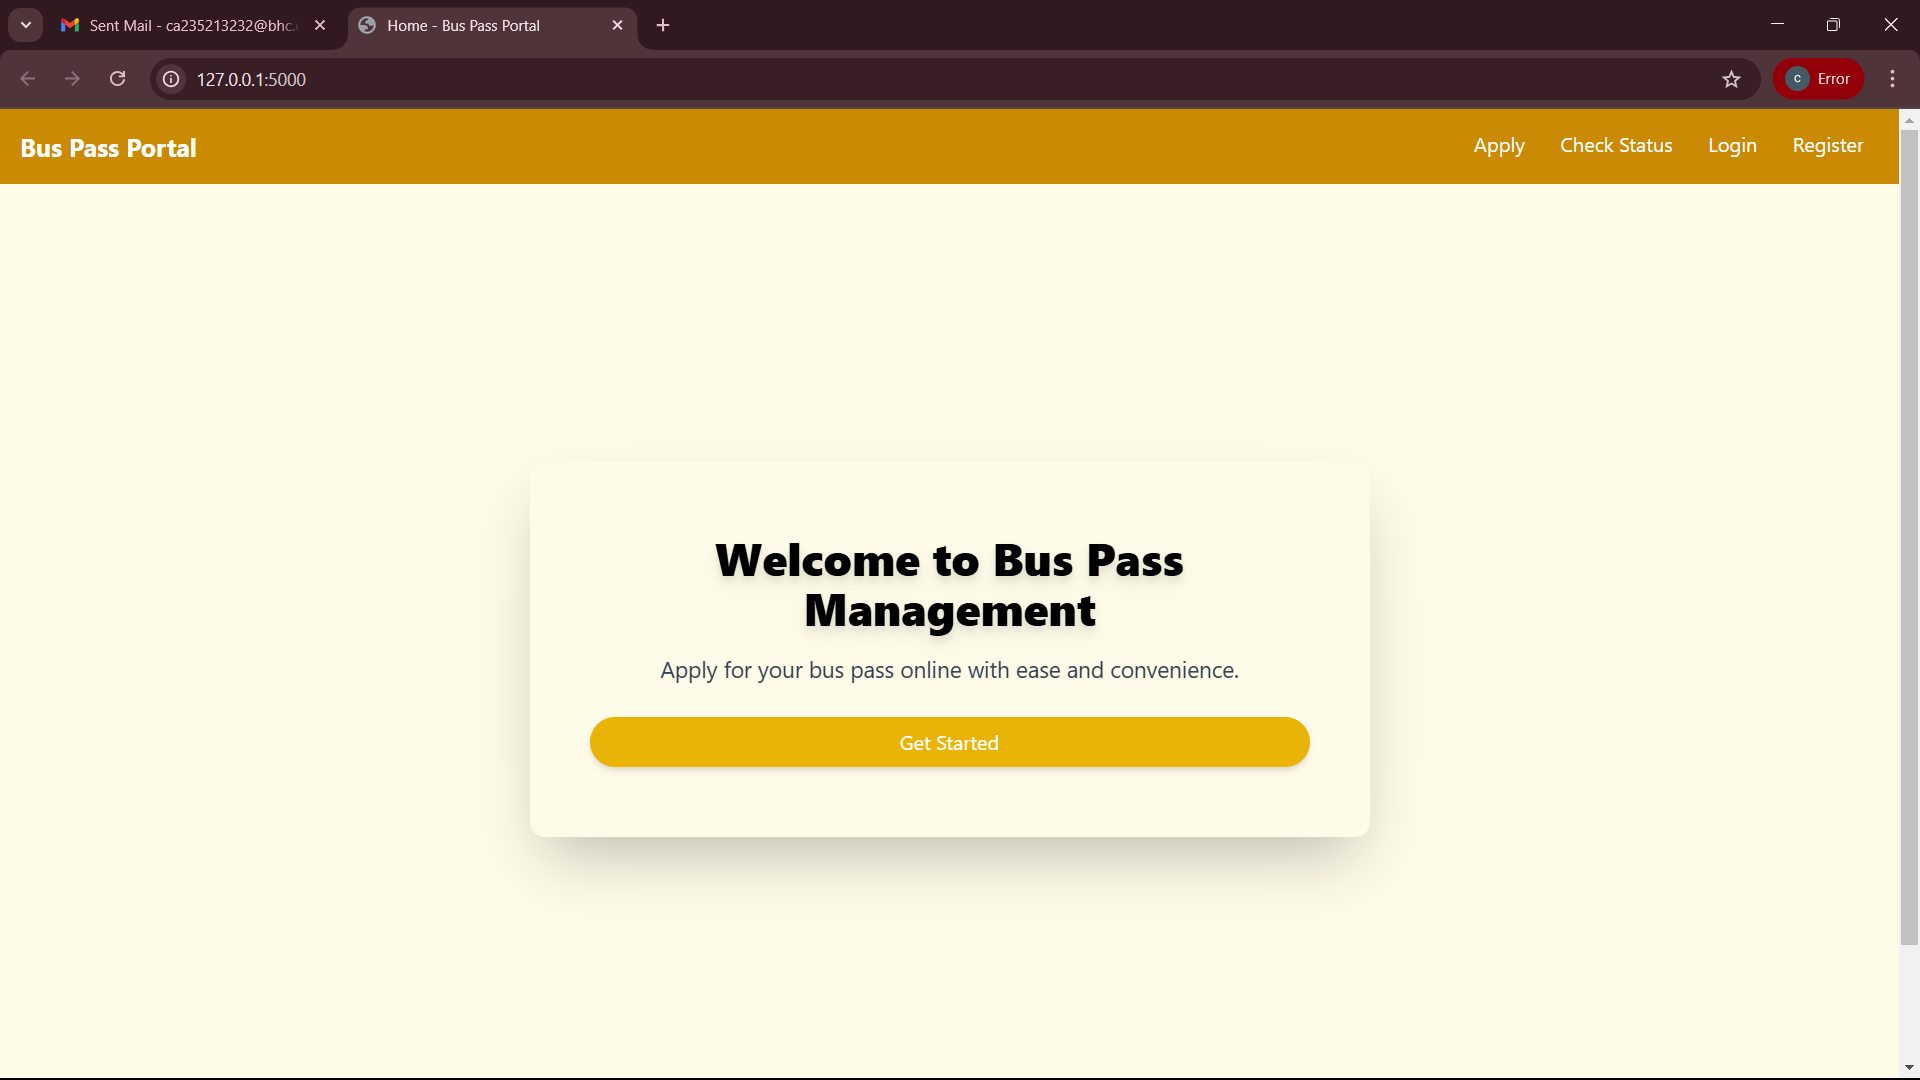 Sent Mail - ca235213232@bhc.
Home - Bus Pass Portal
127.0.0.1:5000
c Error
Bus Pass Portal
Apply Check Status Login Register
Welcome to Bus Pass
Management
Apply for your bus pass online with ease and convenience.
Get Started